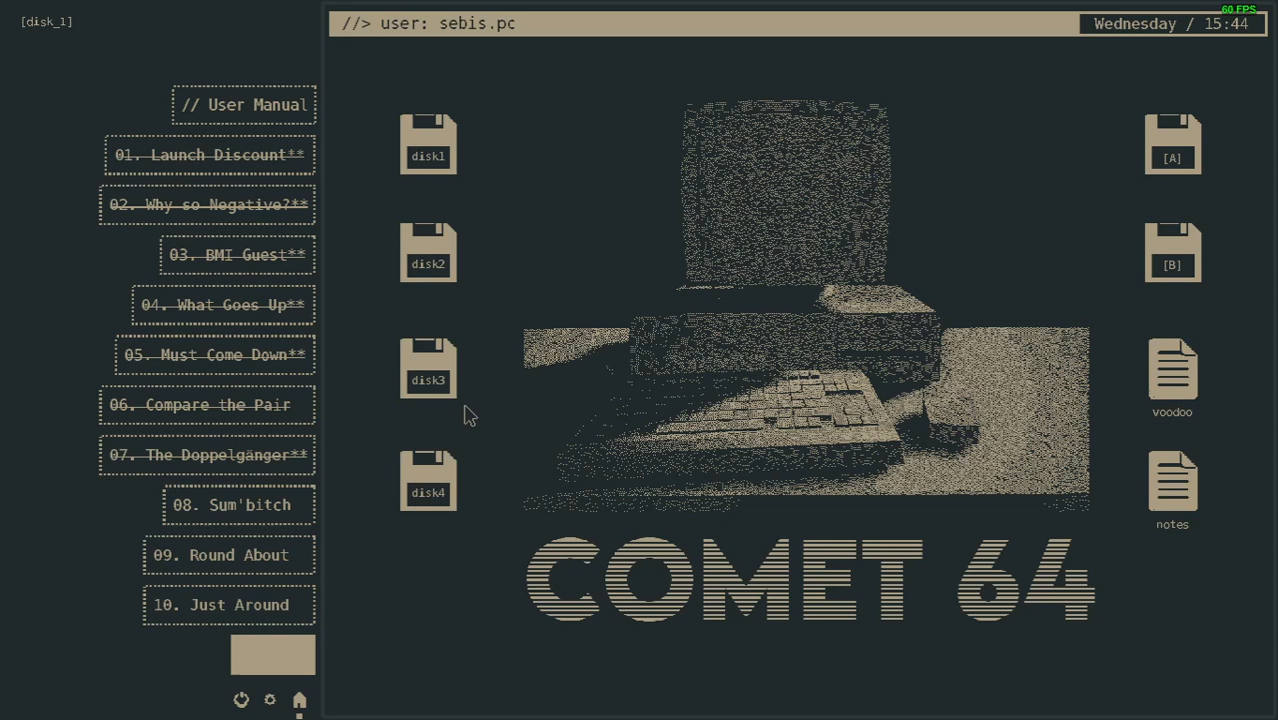 [disk_1]
//> user: sebis.pc
Wednesday / 15:44
60 FPS
// User Manual
01. Launch Discount**
02. Why so Negative?**
03. BMI Guest**
04. What Goes Up**
05. Must Come Down**
06. Compare the Pair
07. The Doppelgänger**
08. Sum'bitch
09. Round About
10. Just Around
disk1
disk2
disk3
disk4
[A]
[B]
voodoo
notes
COMET 64